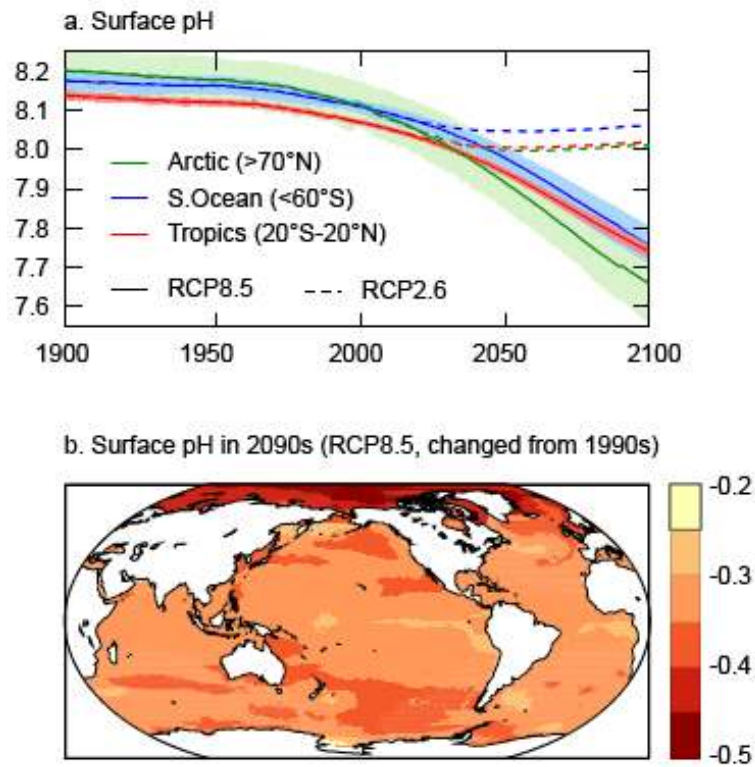 a. Surface pH
8.2
8.1
8.0
7.9
7.8
7.7
7.6
Arctic (>70°N)
S.Ocean (<60°S)
Tropics (20°S-20°N)
RCP8.5 RCP2.6
1900 1950 2000 2050 2100
b. Surface pH in 2090s (RCP8.5, changed from 1990s)
-0.2
-0.3
-0.4
-0.5